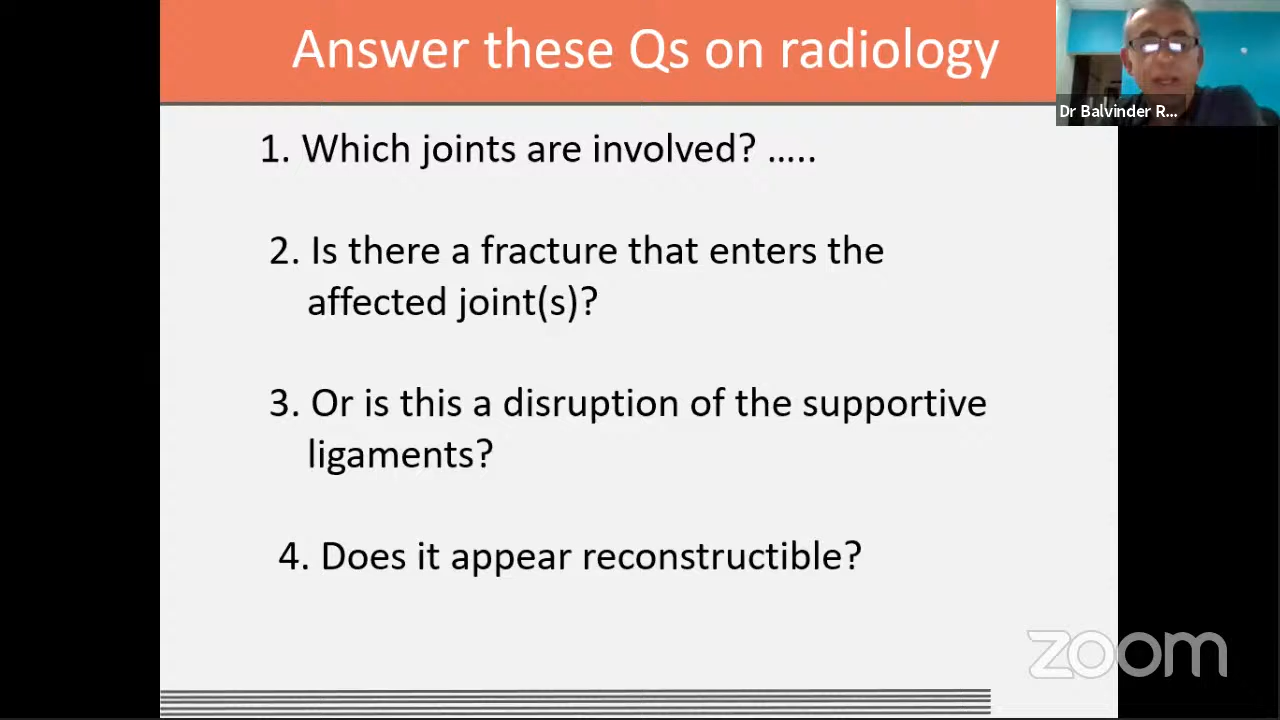 Answer these Qs on radiology
Dr Balvinder R...
1. Which joints are involved? .....
2. Is there a fracture that enters the
affected joint(s)?
3. Or is this a disruption of the supportive
ligaments?
4. Does it appear reconstructible?
zoom